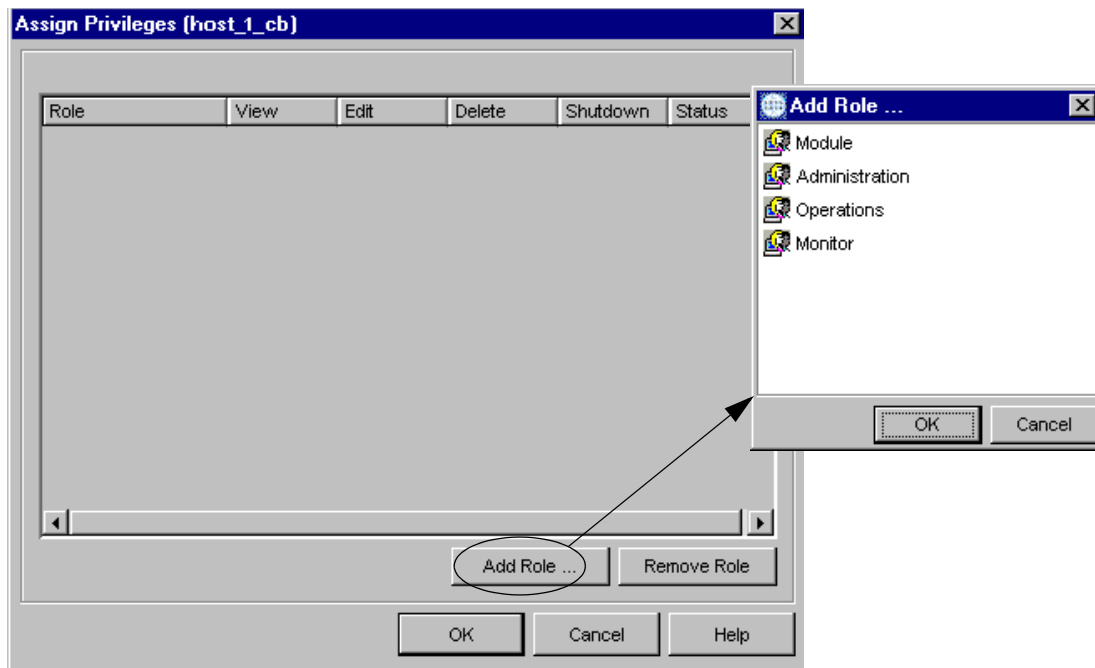 Assign Privileges (host_1_cb)
Role View Edit Delete Shutdown Status
Add Role ... Remove Role
OK Cancel Help
Add Role ...
Module
Administration
Operations
Monitor
OK Cancel